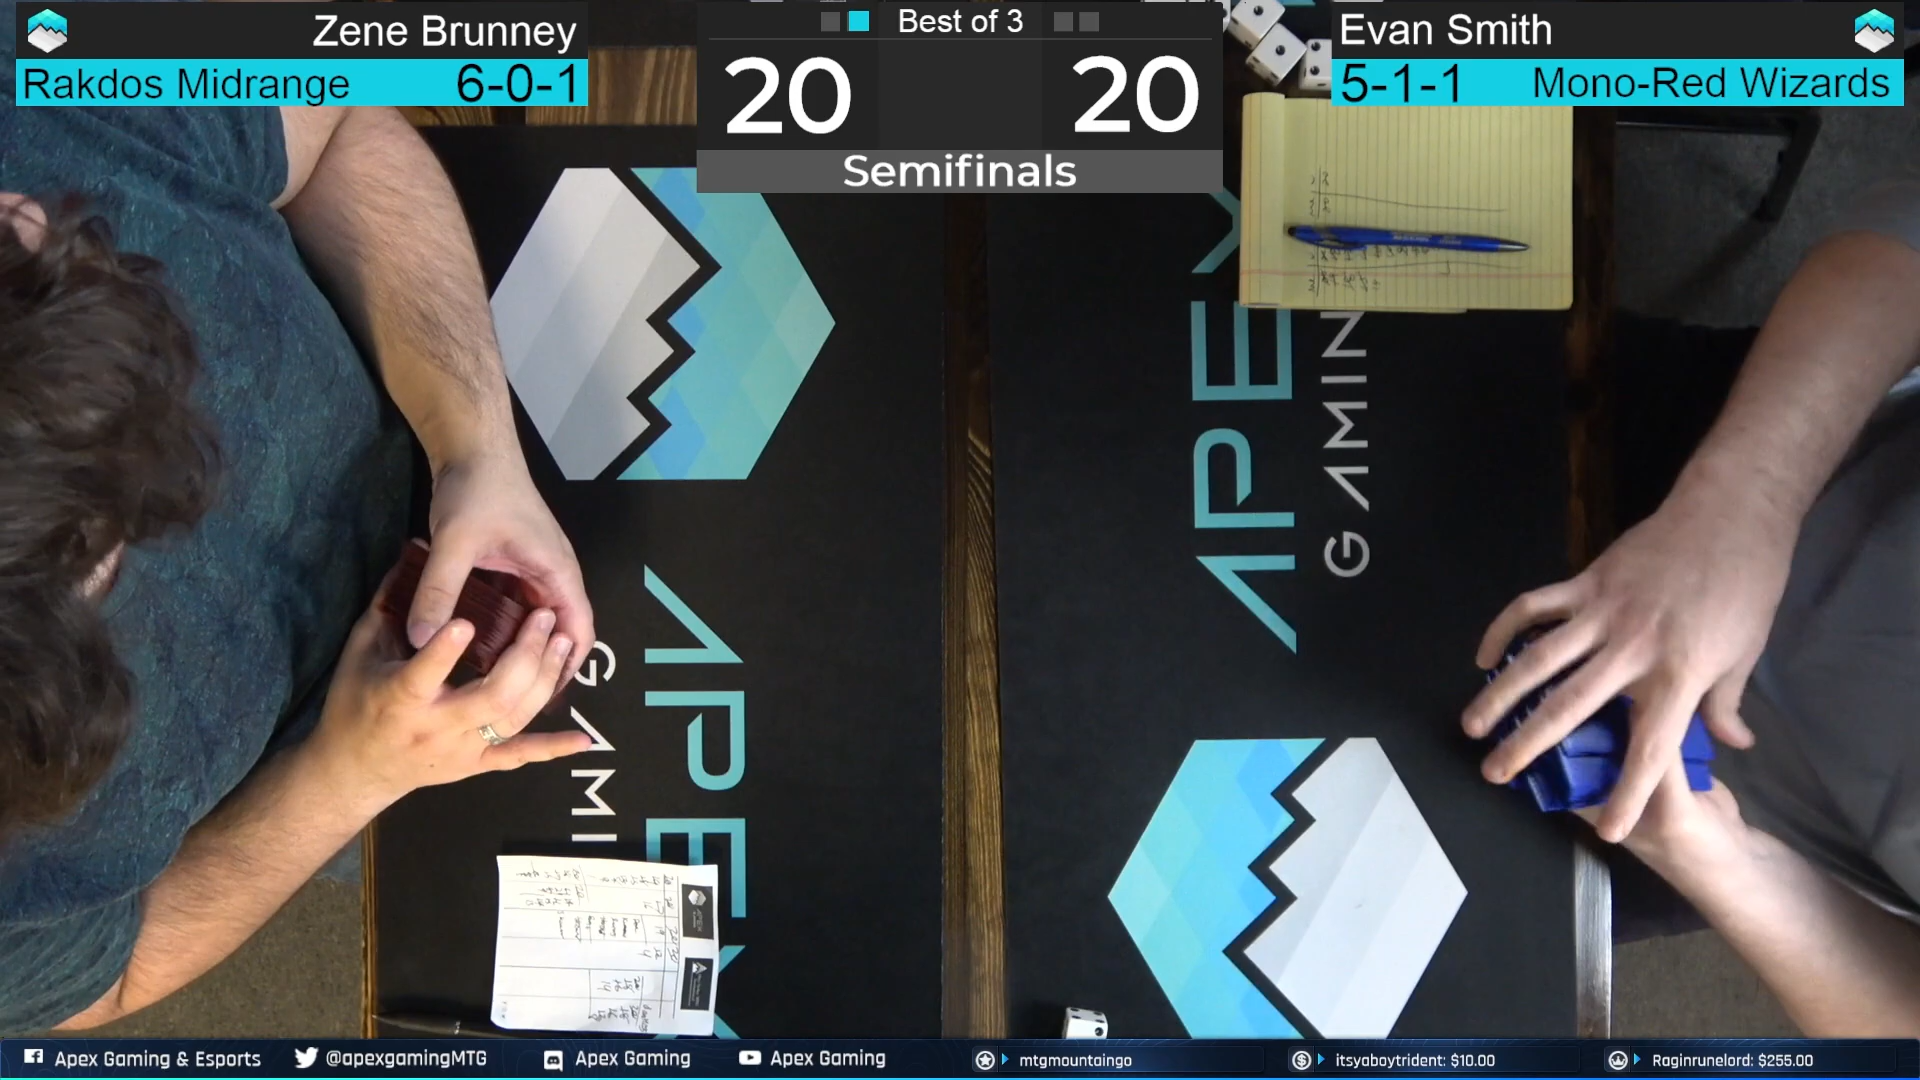 Zene Brunney
Rakdos Midrange 6-0-1
Best of 3
20 20
Semifinals
Evan Smith
5-1-1 Mono-Red Wizards
APEX
GAMING
APEX
GAMI
Apex Gaming & Esports
@apexgamingMTG
Apex Gaming
Apex Gaming
mtgmountaingo
itsyaboytrident: $10.00
Raginrunelord: $255.00